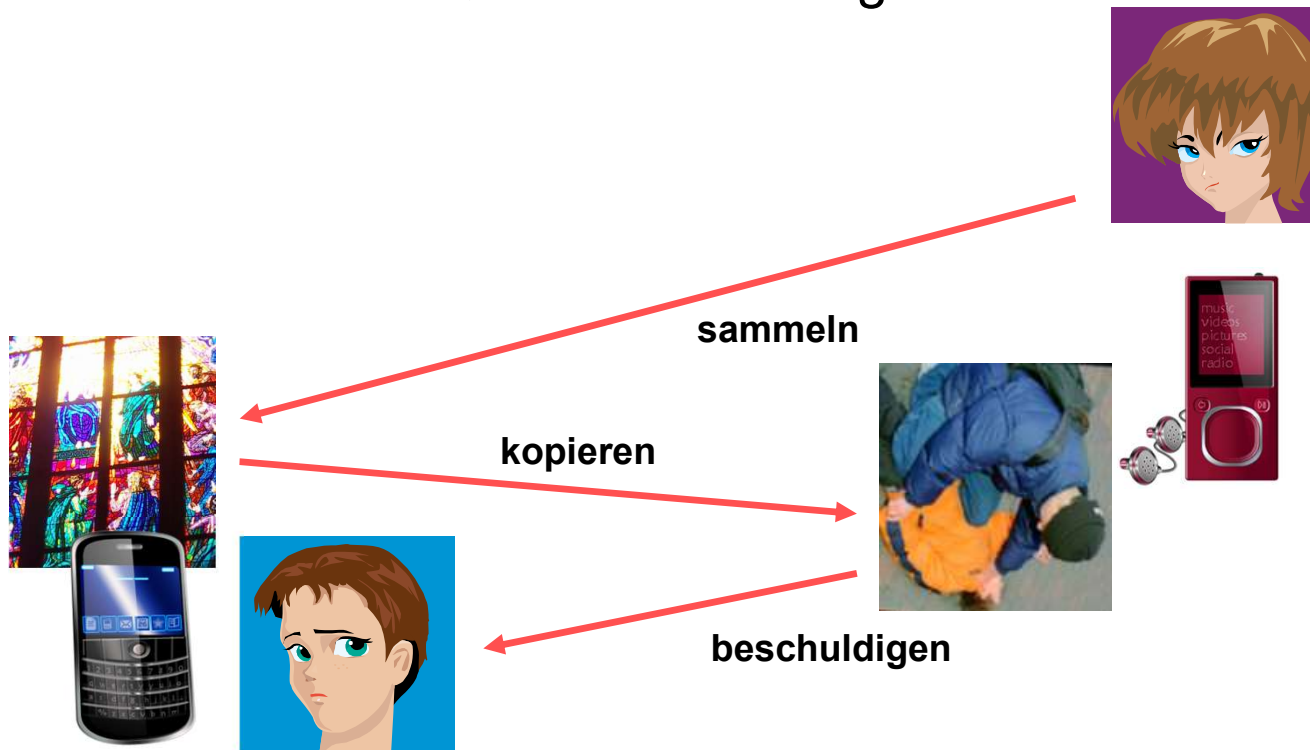 sammeln
music
videos
pictures
social
radio
kopieren
beschuldigen